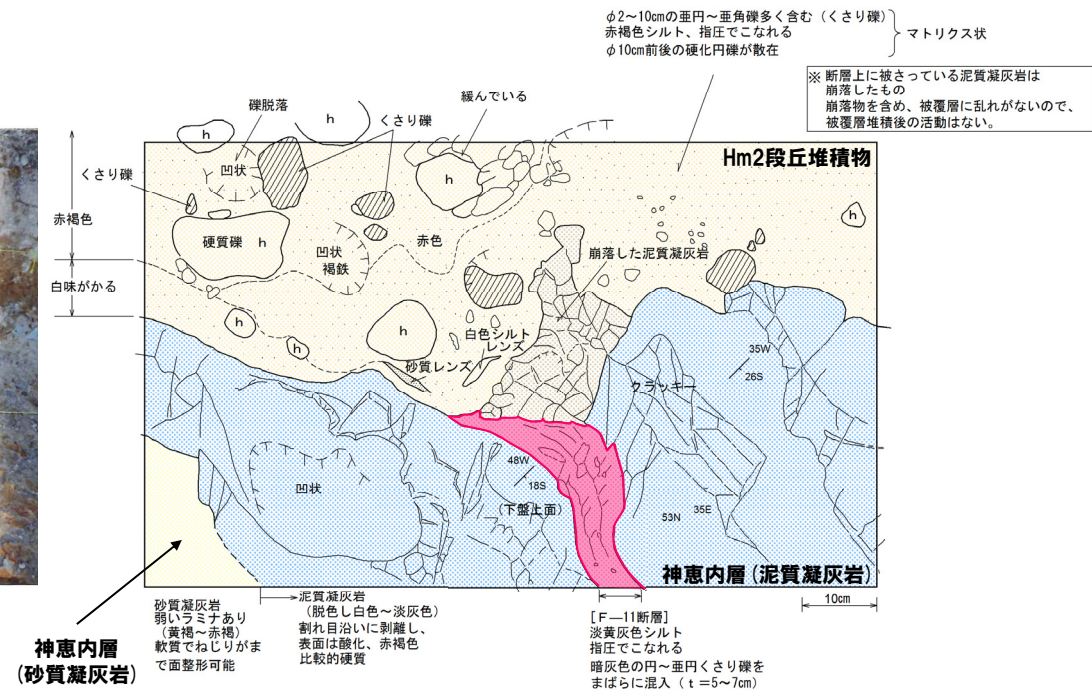 φ2～10cmの亜円～亜角礫多く含む（くさり礫）
赤褐色シルト、指圧でこなれる
φ10cm前後の硬化円礫が散在
マトリクス状
※ 断層上に被さっている泥質凝灰岩は
崩落したもの
崩落物を含め、被覆層に乱れがないので、
被覆層堆積後の活動はない。
礫脱落
h
h
くさり礫
緩んでいる
Hm2段丘堆積物
くさり礫
凹状
h
h
赤褐色
硬質礫 h
凹状
褐鉄
赤色
崩落した泥質凝灰岩
白味がかる
h
h
h
白色シルト
レンズ
砂質レンズ
クラッキー
35W
26S
48W
18S
（下盤上面）
凹状
53N
35E
神恵内層(泥質凝灰岩)
10cm
神恵内層
(砂質凝灰岩)
砂質凝灰岩
弱いラミナあり
（黄褐～赤褐）
軟質でねじりがま
で面整形可能
泥質凝灰岩
（脱色し白色～淡灰色）
割れ目沿いに剥離し、
表面は酸化、赤褐色
比較的硬質
[Ｆ―11断層]
淡黄灰色シルト
指圧でこなれる
暗灰色の円～亜円くさり礫を
まばらに混入（ｔ＝5～7cm）